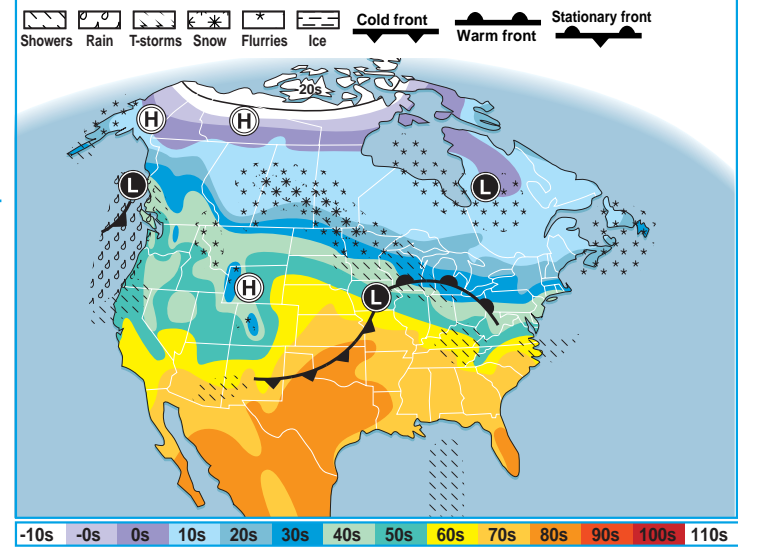 Cold front
Stationary front
Warm front
Showers Rain T-storms Snow Flurries Ice
20s
H
H
L
L
H
L
-10s -0s 0s 10s 20s 30s 40s 50s 60s 70s 80s 90s 100s 110s